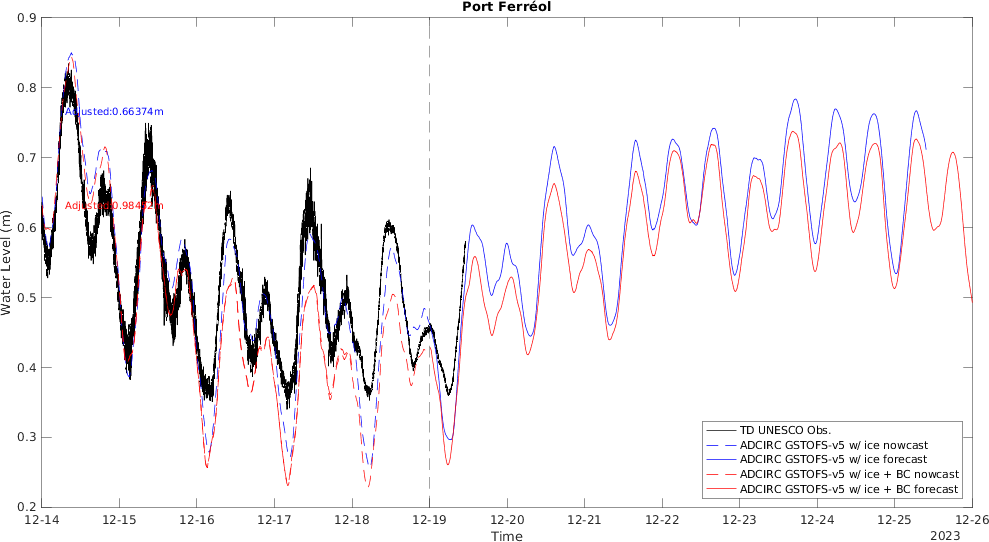 Port Ferréol
0.9
0.8
0.7
0.6
0.5
0.4
0.3
0.2
Water Level (m)
Adjusted:0.66374m
12-14
12-15
12-16
12-17
12-18
12-19
12-20
12-21
12-22
12-23
12-24
12-25
12-26
Time
2023
TD UNESCO Obs.
ADCIRC GSTOFS-v5 w/ ice nowcast
ADCIRC GSTOFS-v5 w/ ice forecast
ADCIRC GSTOFS-v5 w/ ice + BC nowcast
ADCIRC GSTOFS-v5 w/ ice + BC forecast